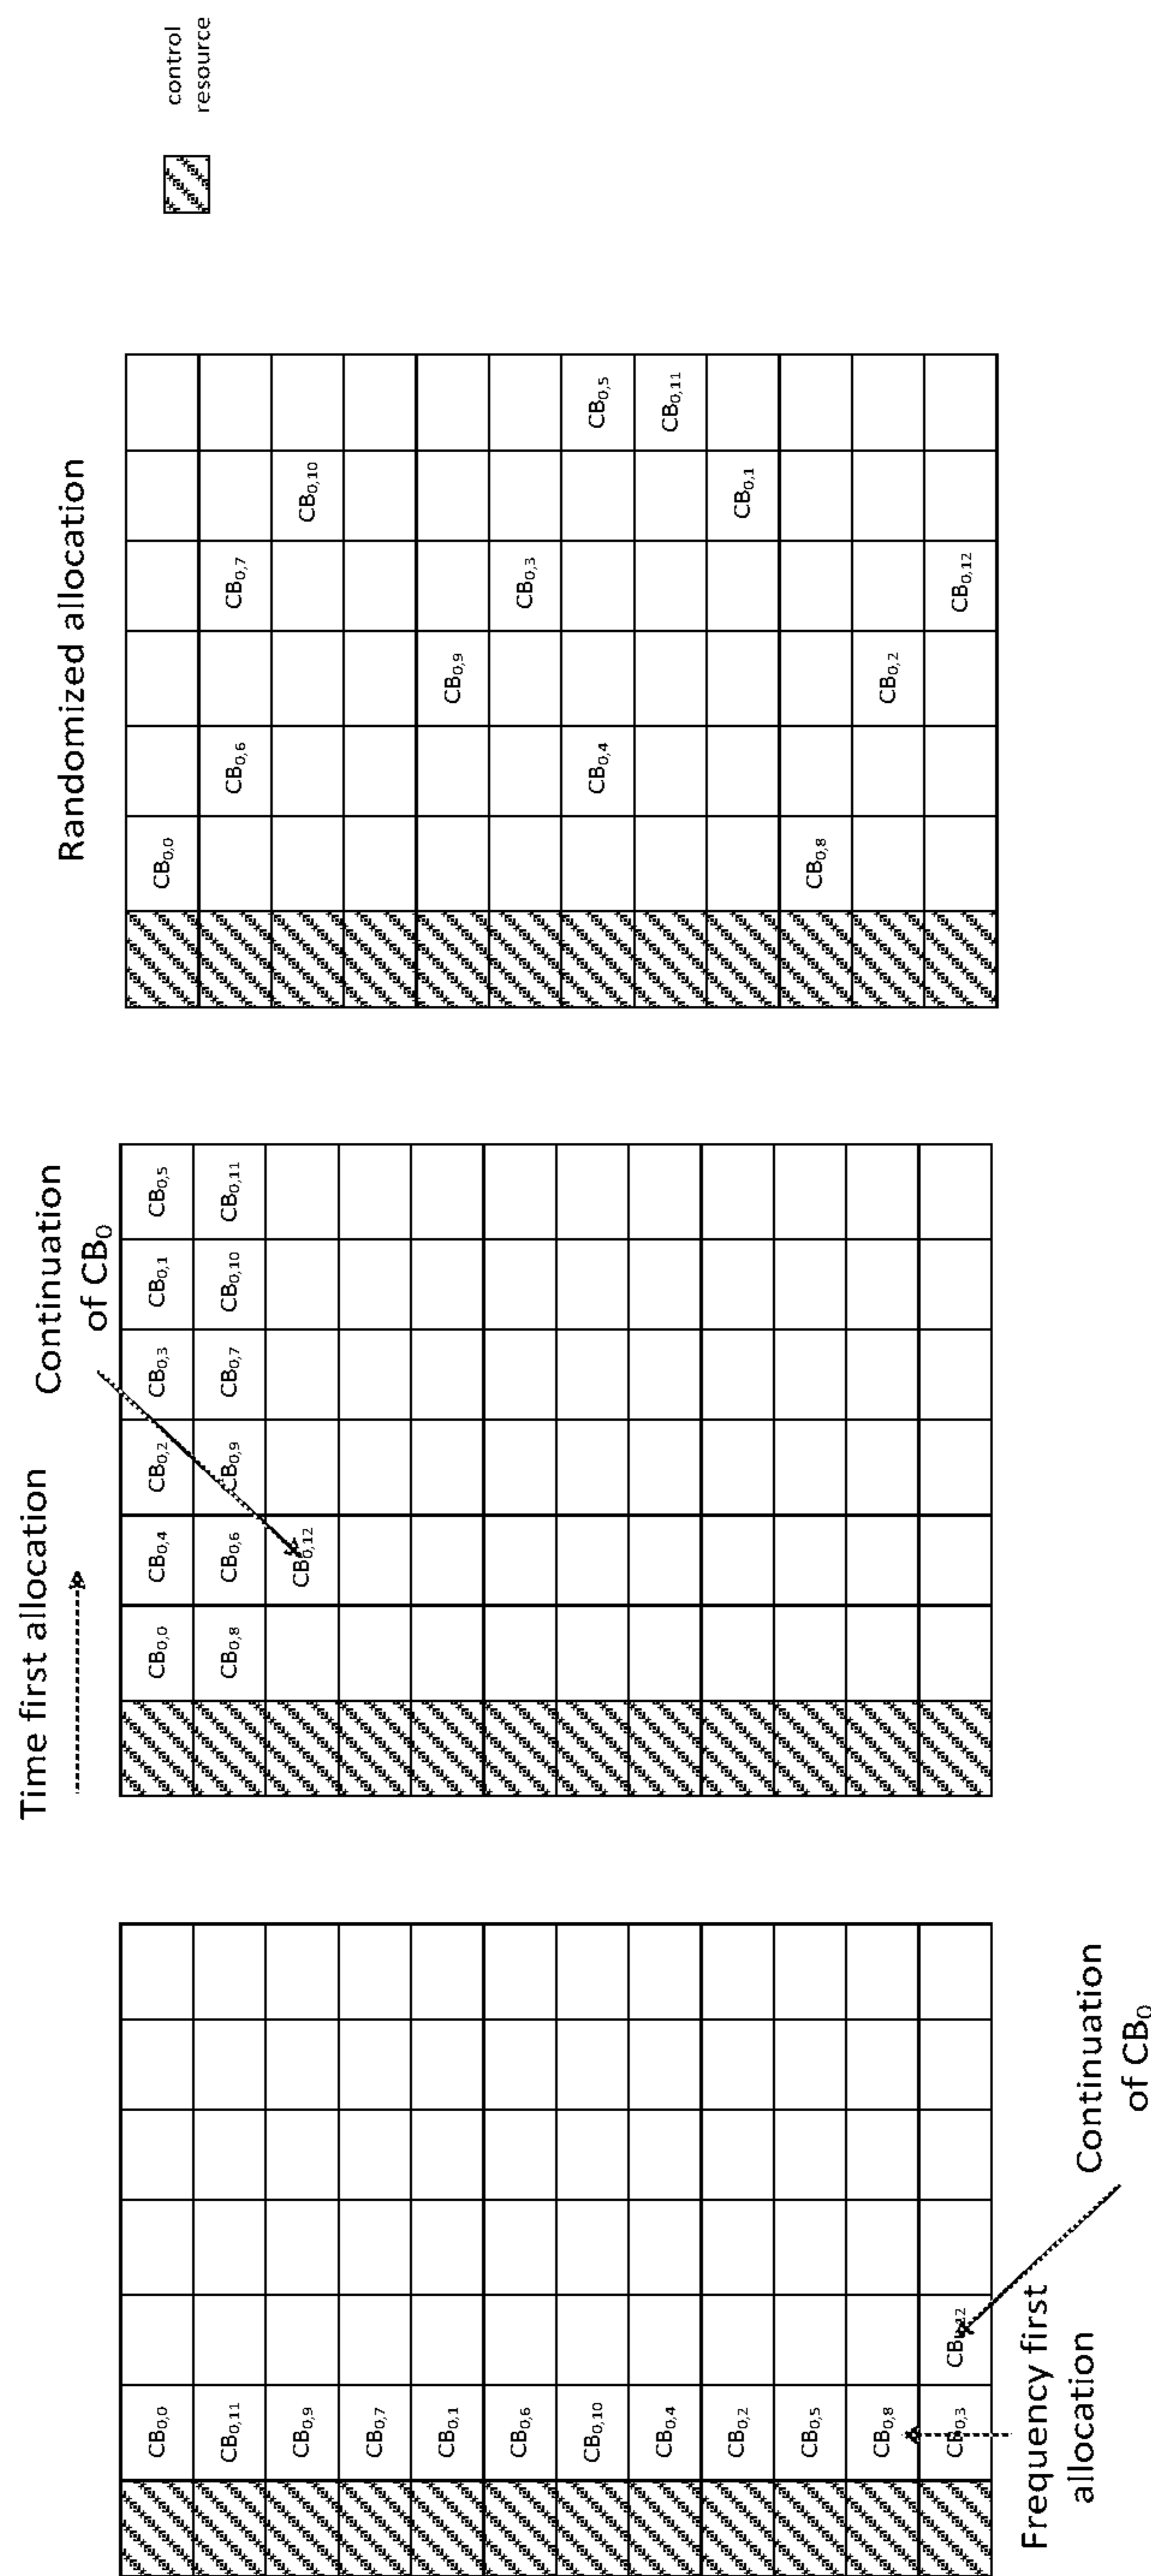 CB0,0
CB0,11
CB0,9
CB0,7
CB0,1
CB0,6
CB0,10
CB0,4
CB0,2
CB0,5
CB0,8
CB0,3 CB0,12
Frequency first
allocation
Continuation
of CB0
Time first allocation
Continuation
of CB0
CB0,0 CB0,4 CB0,2 CB0,3 CB0,1 CB0,5
CB0,8 CB0,6 CB0,9 CB0,7 CB0,10 CB0,11
CB0,12
Randomized allocation
CB0,0
CB0,6 CB0,7
CB0,10
CB0,9
CB0,3
CB0,4 CB0,5
CB0,11
CB0,1
CB0,8
CB0,2
CB0,12
control
resource